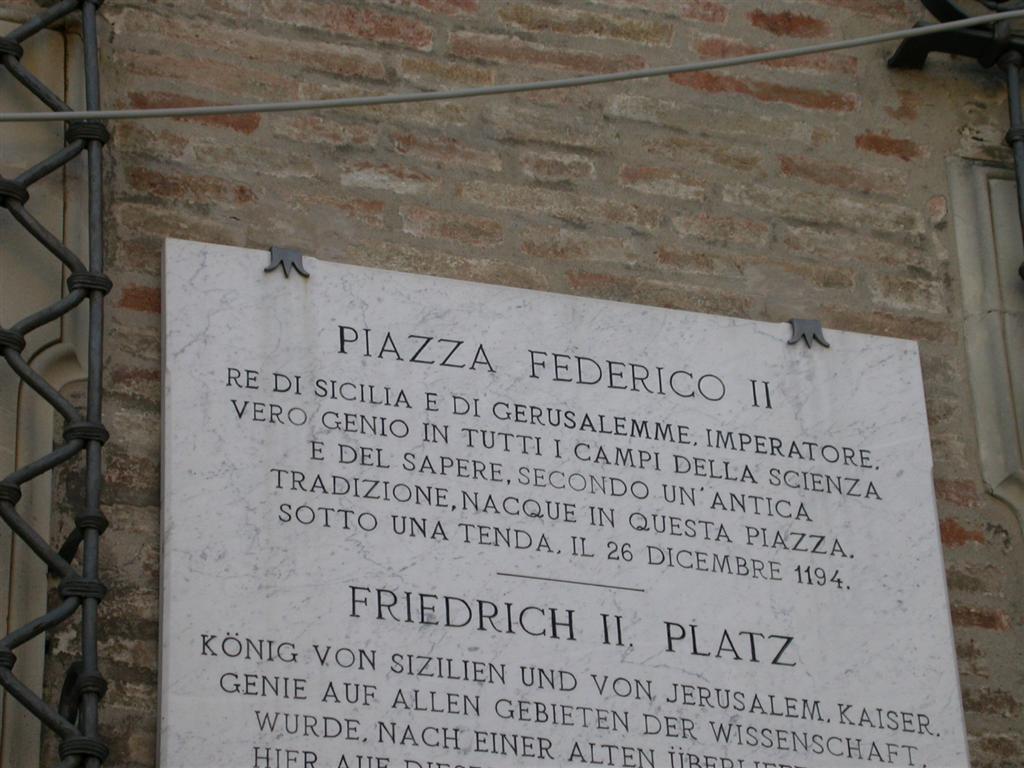 PIAZZA FEDERICO II
RE DI SICILIA E DI GERUSALEMME, IMPERATORE,
VERO GENIO IN TUTTI I CAMPI DELLA SCIENZA
E DEL SAPERE, SECONDO UN'ANTICA
TRADIZIONE, NACQUE IN QUESTA PIAZZA,
SOTTO UNA TENDA, IL 26 DICEMBRE 1194.
FRIEDRICH II. PLATZ
KÖNIG VON SIZILIEN UND VON JERUSALEM, KAISER,
GENIE AUF ALLEN GEBIETEN DER WISSENSCHAFT,
WURDE, NACH EINER ALTEN
HIER AUF